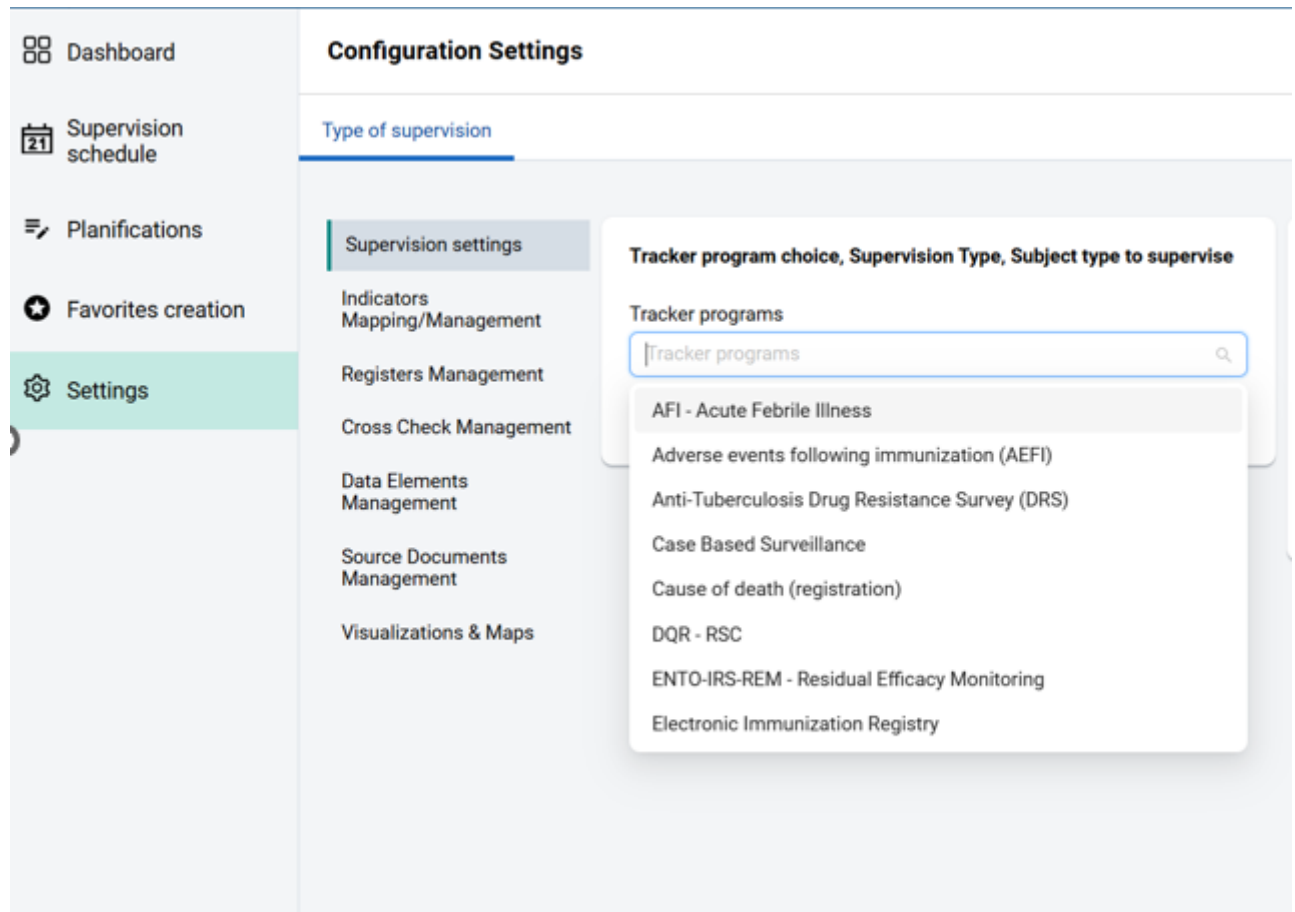 Dashboard
Supervision
schedule
21
Planifications
Favorites creation
Settings
Configuration Settings
Type of supervision
Supervision settings
Indicators
Mapping/Management
Registers Management
Cross Check Management
Data Elements
Management
Source Documents
Management
Visualizations & Maps
Tracker program choice, Supervision Type, Subject type to supervise
Tracker programs
Tracker programs
AFI - Acute Febrile Illness
Adverse events following immunization (AEFI)
Anti-Tuberculosis Drug Resistance Survey (DRS)
Case Based Surveillance
Cause of death (registration)
DQR - RSC
ENTO-IRS-REM - Residual Efficacy Monitoring
Electronic Immunization Registry